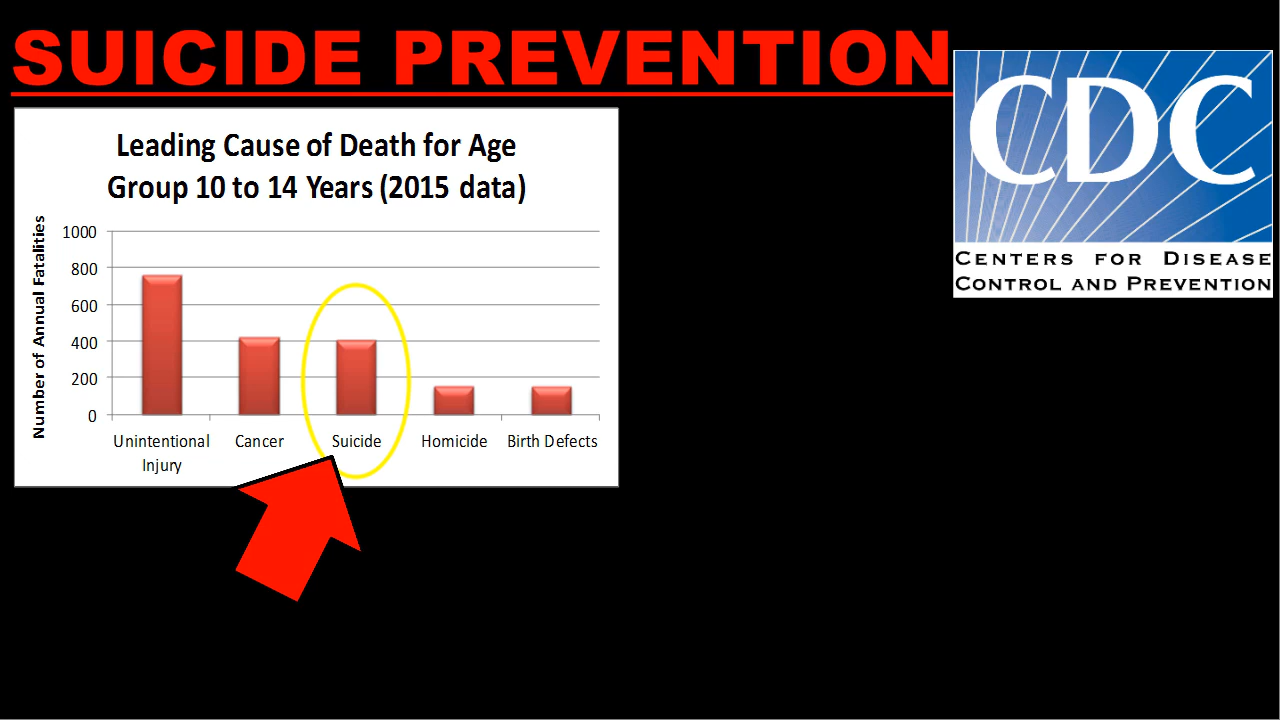 SUICIDE PREVENTION
CDC
CENTERS FOR DISEASE
CONTROL AND PREVENTION
Leading Cause of Death for Age
Group 10 to 14 Years (2015 data)
Number of Annual Fatalities
1000
800
600
400
200
0
Unintentional Injury
Cancer
Suicide
Homicide
Birth Defects